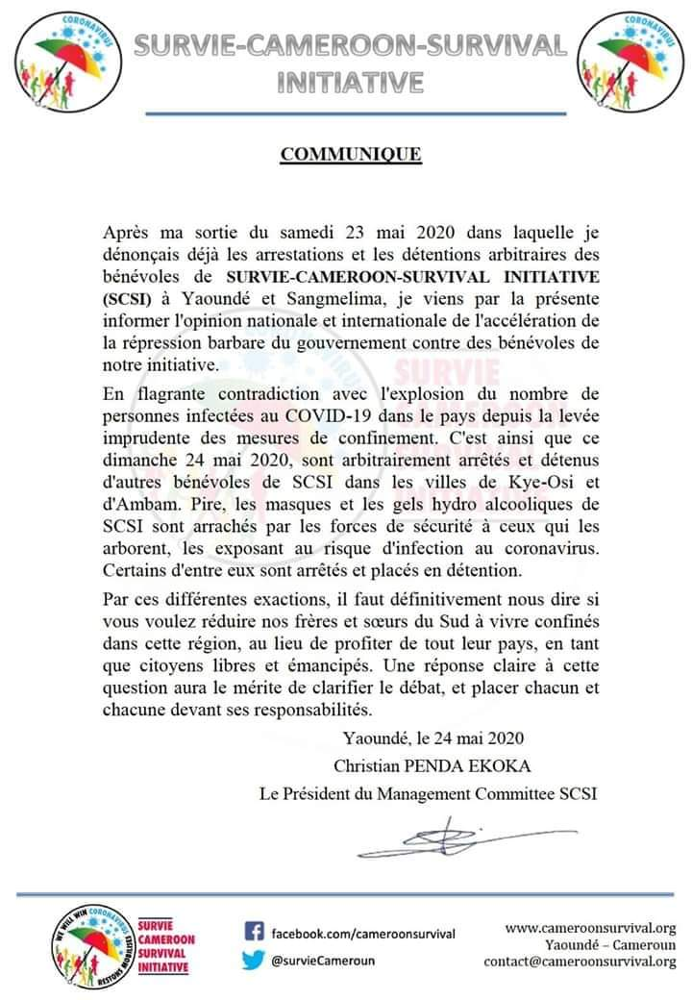 CORONAVIRUS
CORONAVIRUS
SURVIE-CAMEROON-SURVIVAL
INITIATIVE
COMMUNIQUE
Après ma sortie du samedi 23 mai 2020 dans laquelle je
dénonçais déjà les arrestations et les détentions arbitraires des
bénévoles de SURVIE-CAMEROON-SURVIVAL INITIATIVE
(SCSI) à Yaoundé et Sangmelima, je viens par la présente
informer l'opinion nationale et internationale de l'accélération de
la répression barbare du gouvernement contre des bénévoles de
notre initiative.
En flagrante contradiction avec l'explosion du nombre de
personnes infectées au COVID-19 dans le pays depuis la levée
imprudente des mesures de confinement. C'est ainsi que ce
dimanche 24 mai 2020, sont arbitrairement arrêtés et détenus
d'autres bénévoles de SCSI dans les villes de Kye-Osi et
d'Ambam. Pire, les masques et les gels hydro alcooliques de
SCSI sont arrachés par les forces de sécurité à ceux qui les
arborent, les exposant au risque d'infection au coronavirus.
Certains d'entre eux sont arrêtés et placés en détention.
Par ces différentes exactions, il faut définitivement nous dire si
vous voulez réduire nos frères et sœurs du Sud à vivre confinés
dans cette région, au lieu de profiter de tout leur pays, en tant
que citoyens libres et émancipés. Une réponse claire à cette
question aura le mérite de clarifier le débat, et placer chacun et
chacune devant ses responsabilités.
Yaoundé, le 24 mai 2020
Christian PENDA EKOKA
Le Président du Management Committee SCSI
WE WILL WIN CORONAVIRUS
RESTONS MOBILISÉS
SURVIE
CAMEROON
SURVIVAL
INITIATIVE
facebook.com/cameroonsurvival
@survieCameroun
www.cameroonsurvival.org
Yaoundé – Cameroun
contact@cameroonsurvival.org